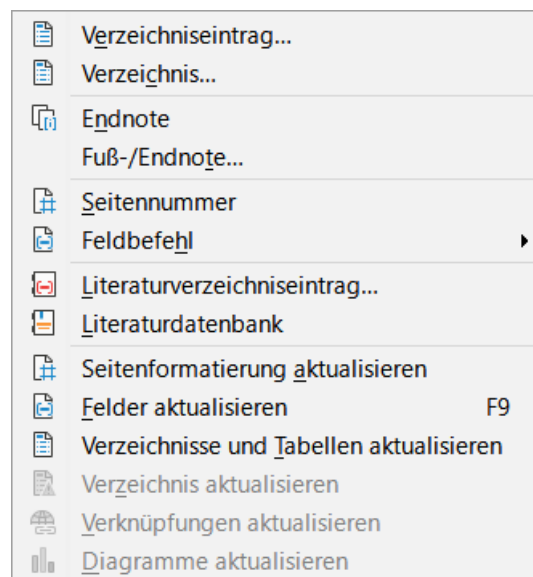 Verzeichniseintrag...
Verzeichnis...
Endnote
Fuß-/Endnote...
Seitennummer
Feldbefehl
Literaturverzeichniseintrag...
Literaturdatenbank
Seitenformatierung aktualisieren
Felder aktualisieren F9
Verzeichnisse und Tabellen aktualisieren
Verzeichnis aktualisieren
Verknüpfungen aktualisieren
Diagramme aktualisieren